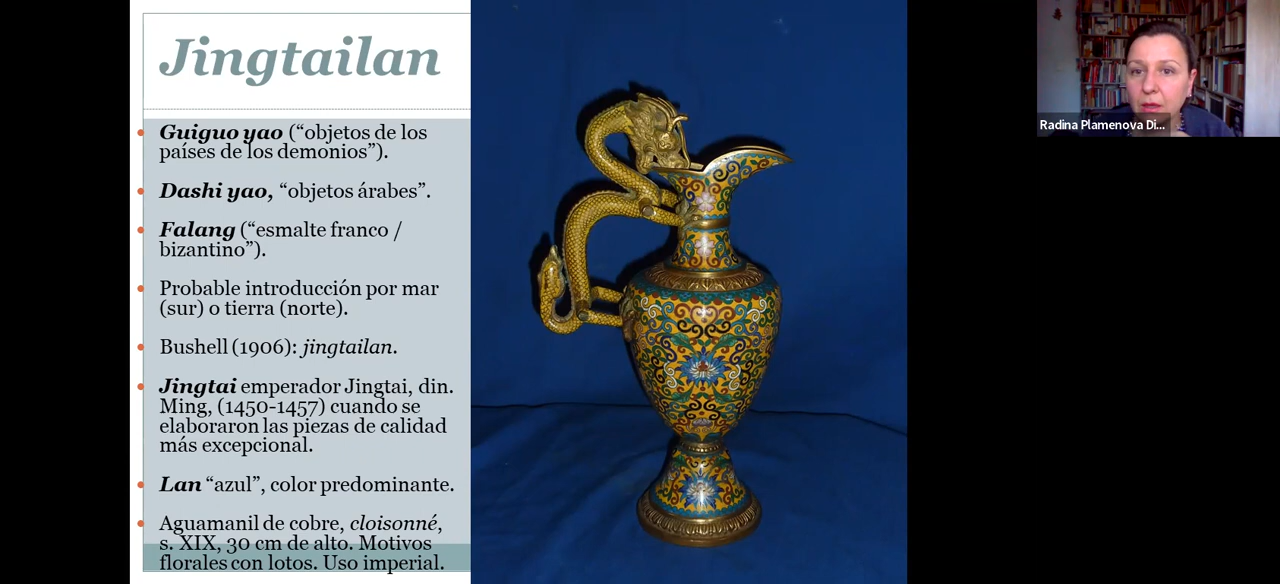 Jingtailan
Guiguo yao (“objetos de los
países de los demonios”).
Dashi yao, “objetos árabes”.
Falang (“esmalte franco /
bizantino”).
Probable introducción por mar
(sur) o tierra (norte).
Bushell (1906): jingtailan.
Jingtai emperador Jingtai, din.
Ming, (1450-1457) cuando se
elaboraron las piezas de calidad
más excepcional.
Lan “azul”, color predominante.
Aguamanil de cobre, cloisonné,
s. XIX, 30 cm de alto. Motivos
florales con lotos. Uso imperial.
Radina Plamenova Di...